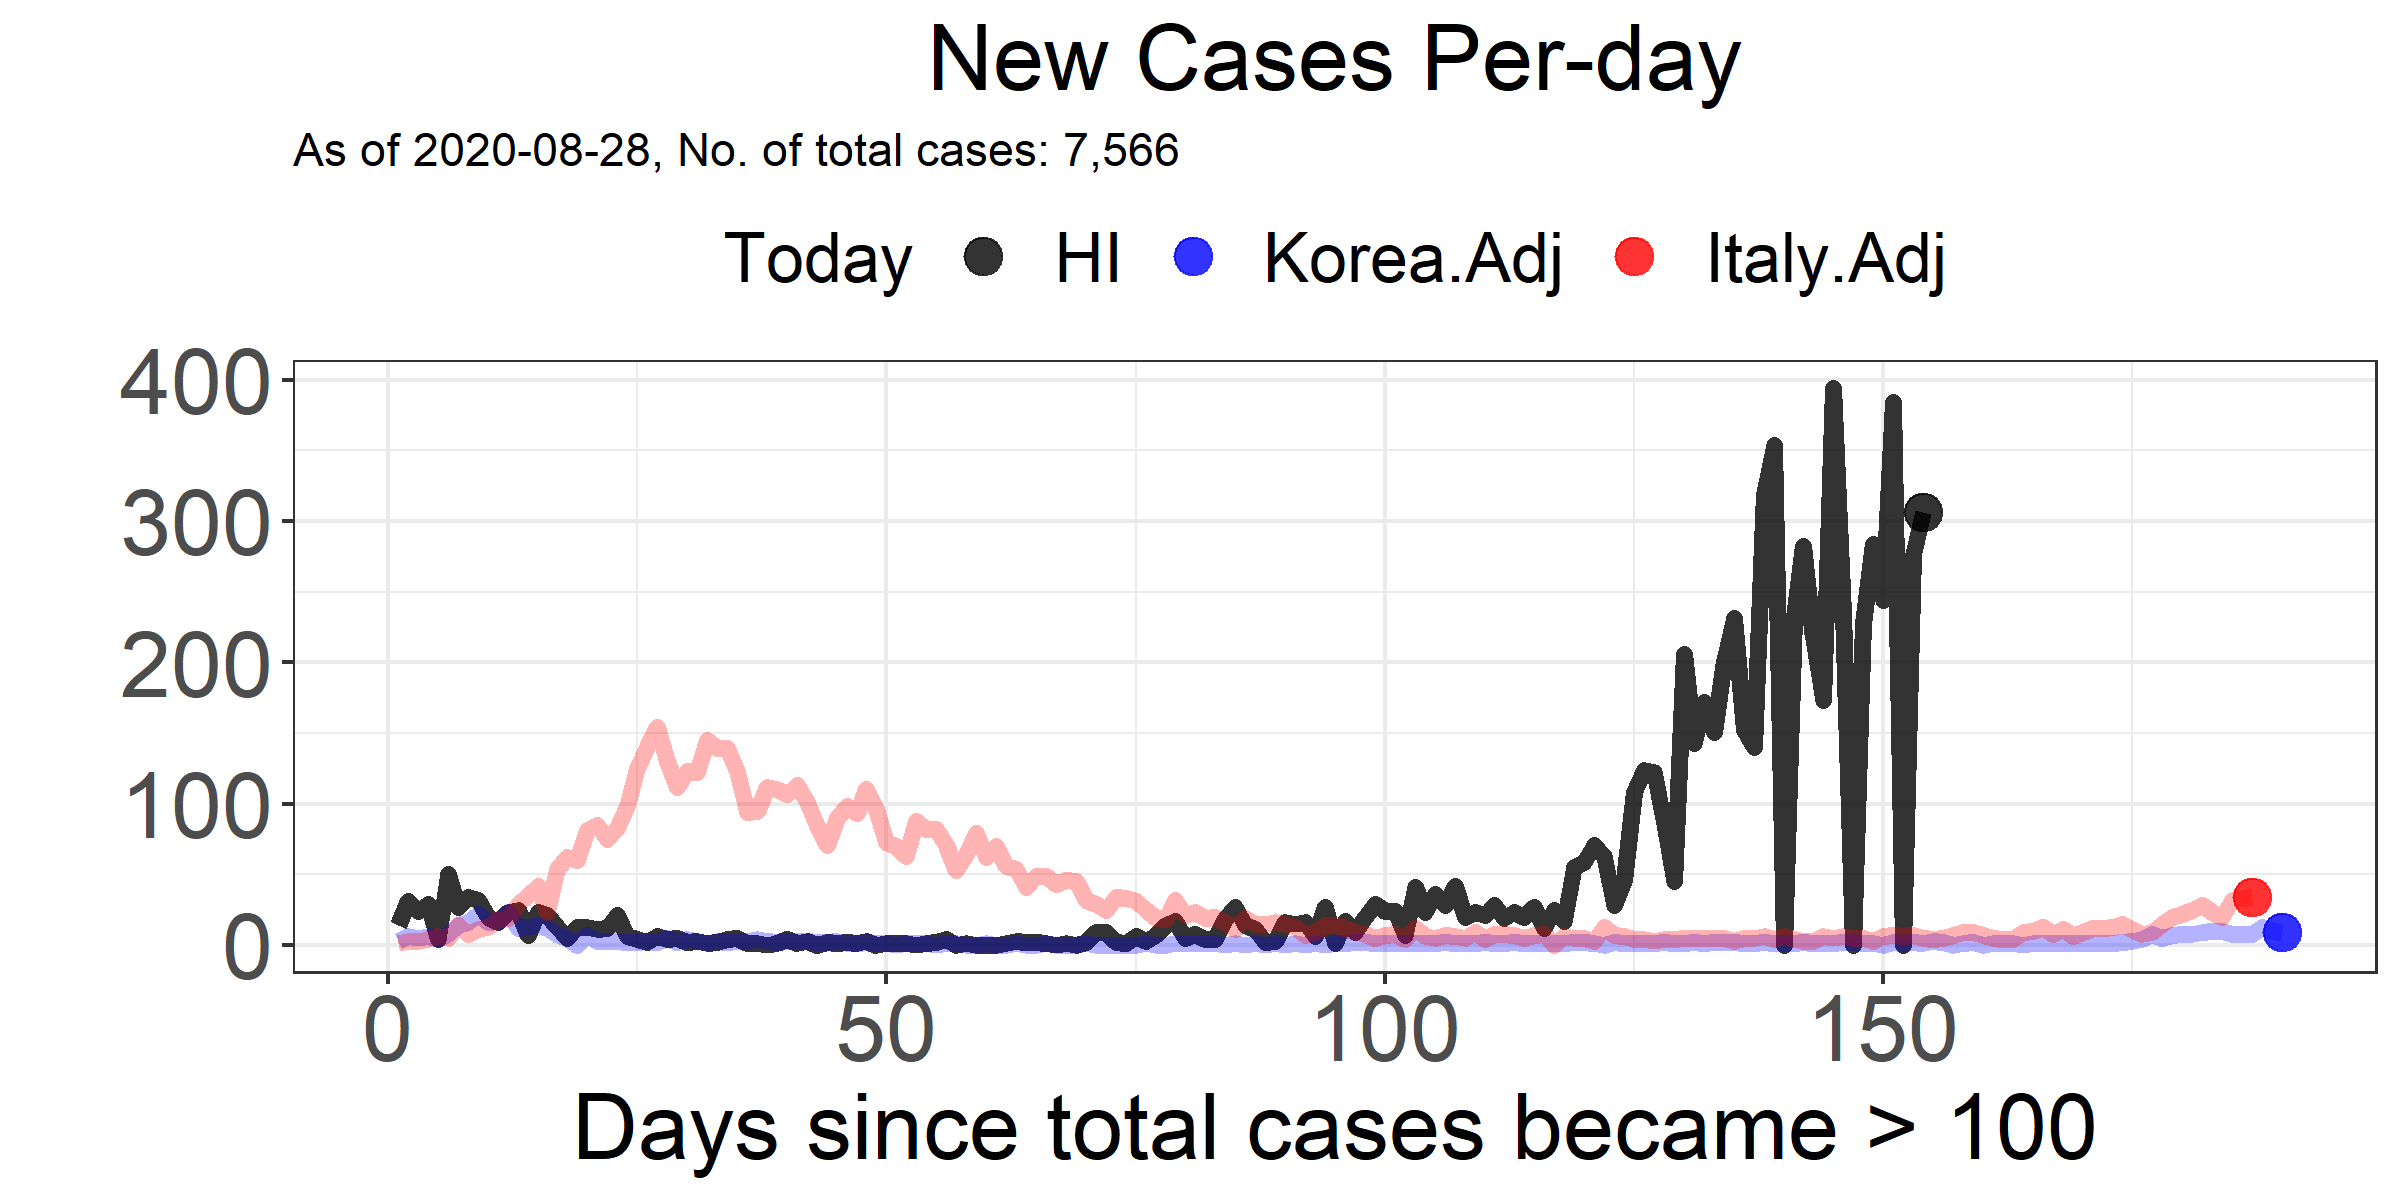 New Cases Per-day
As of 2020-08-28, No. of total cases: 7,566
Today HI Korea.Adj Italy.Adj
400
300
200
100
0
0 50 100 150
Days since total cases became > 100